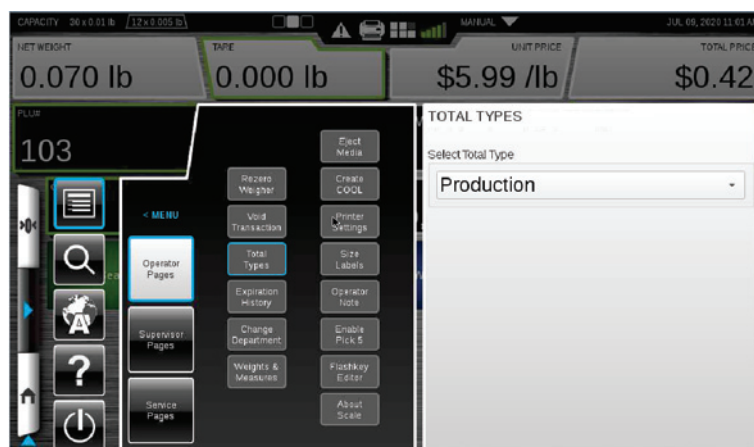 CAPACITY 30 x 0.01 lb 12 x 0.005 lb
MANUAL
JUL 09, 2020 11:01 AM
NET WEIGHT
0.070 lb
TARE
0.000 lb
UNIT PRICE
$5.99 /lb
TOTAL PRICE
$0.42
PLU#
103
< MENU
Operator
Pages
Supervisor
Pages
Service
Pages
Rezero
Weigher
Void
Transaction
Total
Types
Expiration
History
Change
Department
Weights &
Measures
Eject
Media
Create
COOL
Printer
Settings
Size
Labels
Operator
Note
Enable
Pick 5
Flashkey
Editor
About
Scale
TOTAL TYPES
Select Total Type
Production
>0<
A
?